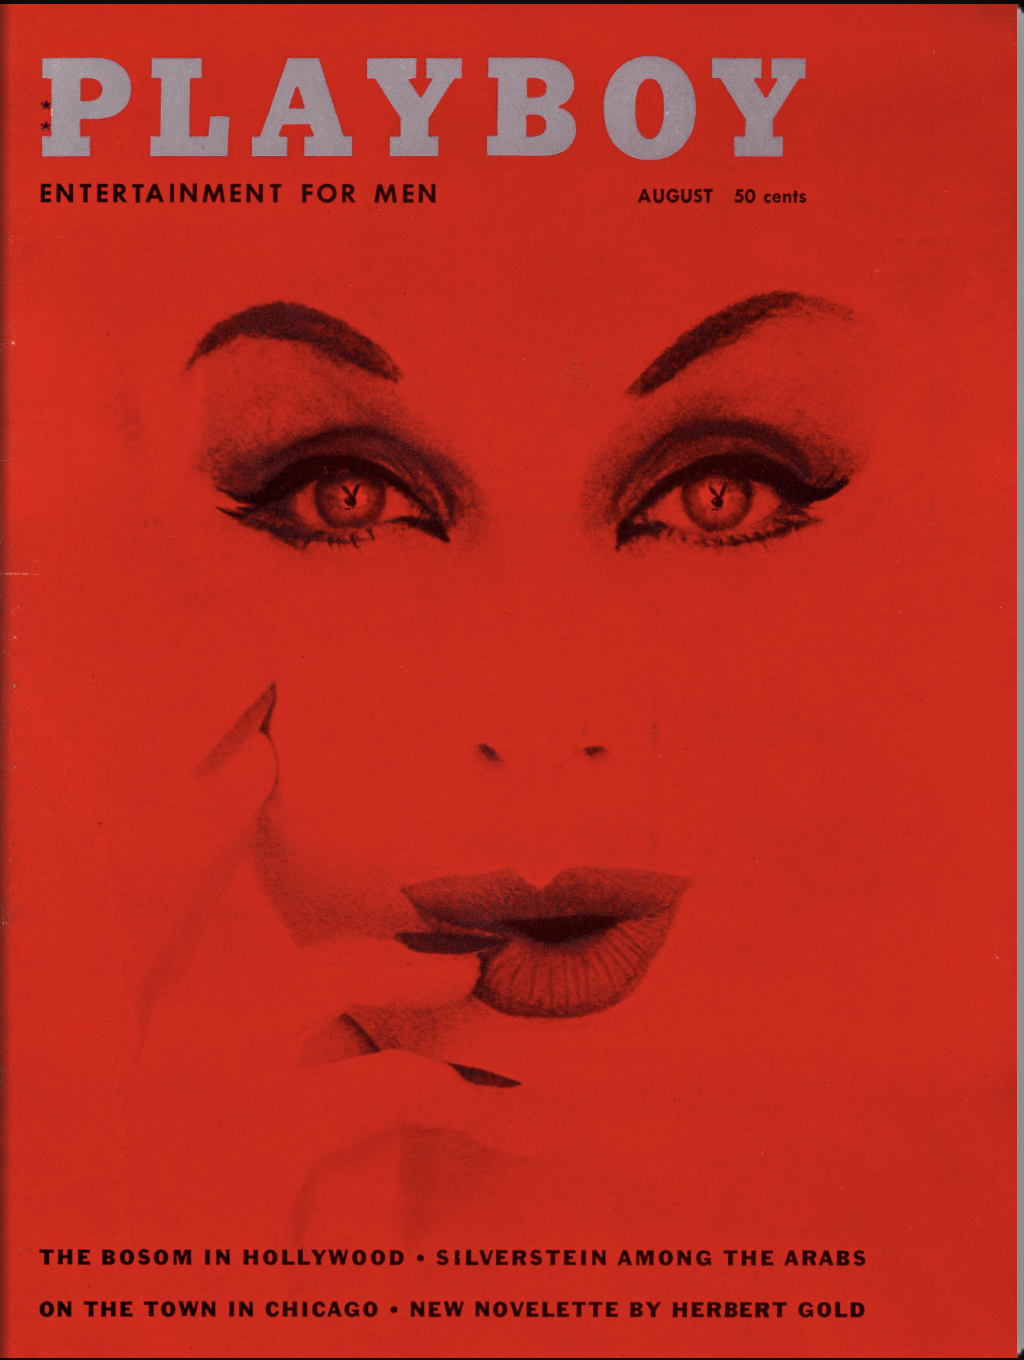 PLAYBOY
ENTERTAINMENT FOR MEN
AUGUST 50 cents
THE BOSOM IN HOLLYWOOD • SILVERSTEIN AMONG THE ARABS
ON THE TOWN IN CHICAGO • NEW NOVELETTE BY HERBERT GOLD